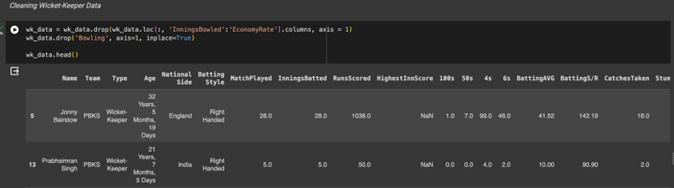 Cleaning Wicket-Keeper Data
wk_data = wk_data.drop(wk_data.loc[:, 'InningsBowled':'EconomyRate'].columns, axis = 1)
wk_data.drop('Bowling', axis=1, inplace=True)
wk_data.head()
Name Team Type Age National Side Batting Style MatchPlayed InningsBatted RunsScored HighestInnScore 100s 50s 4s 6s BattingAVG BattingS/R CatchesTaken Stum
5 Jonny Bairstow PBKS Wicket-Keeper 32 Years, 5 Months, 19 Days England Right Handed 28.0 28.0 1038.0 NaN 1.0 7.0 99.0 46.0 41.52 142.19 18.0
13 Prabhsimran Singh PBKS Wicket-Keeper 21 Years, 7 Months, 5 Days India Right Handed 5.0 5.0 50.0 NaN 0.0 0.0 4.0 2.0 10.00 90.90 2.0